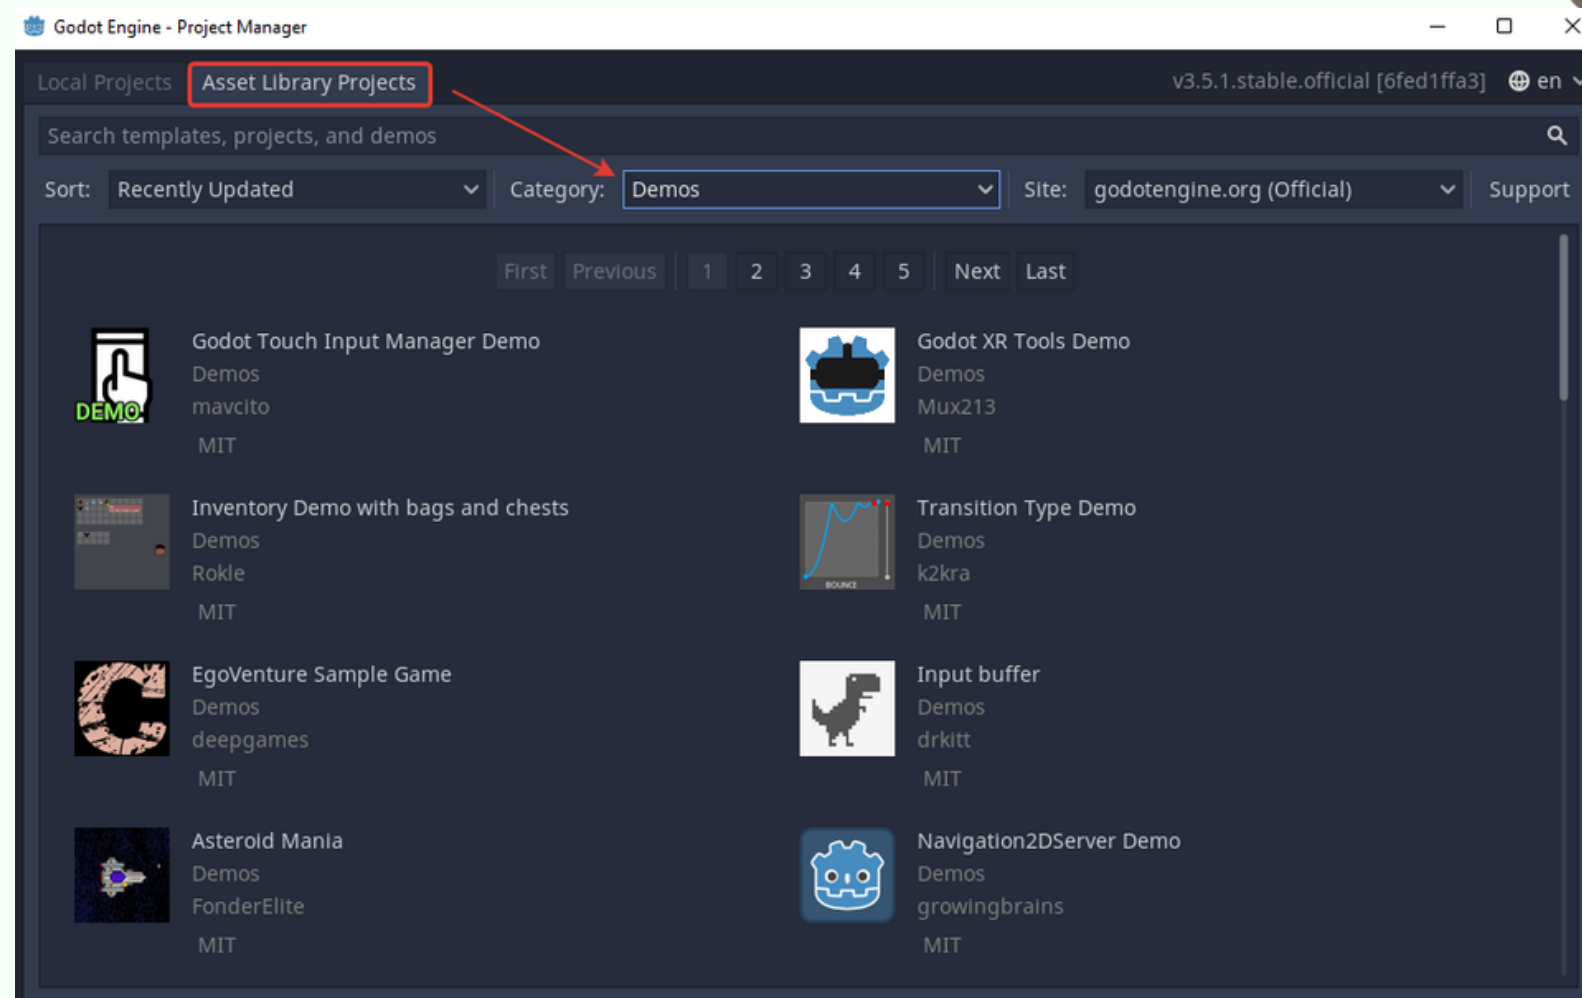 Godot Engine - Project Manager
Local Projects Asset Library Projects v3.5.1.stable.official [6fed1ffa3] en
Search templates, projects, and demos
Sort: Recently Updated Category: Demos Site: godotengine.org (Official) Support
First Previous 1 2 3 4 5 Next Last
Godot Touch Input Manager Demo
Demos
mavcito
MIT
DEMO
Godot XR Tools Demo
Demos
Mux213
MIT
Inventory Demo with bags and chests
Demos
Rokle
MIT
Transition Type Demo
Demos
k2kra
MIT
BOUNCE
EgoVenture Sample Game
Demos
deepgames
MIT
Input buffer
Demos
drkitt
MIT
Asteroid Mania
Demos
FonderElite
MIT
Navigation2DServer Demo
Demos
growingbrains
MIT